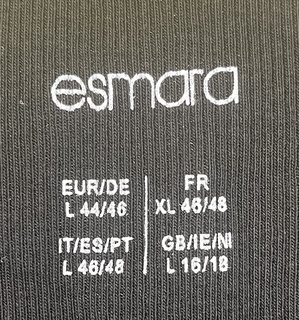 esmara
EUR/DE | FR
L 44/46 | XL 46/48
IT/ES/PT | GB/IE/NI
L 46/48 | L 16/18